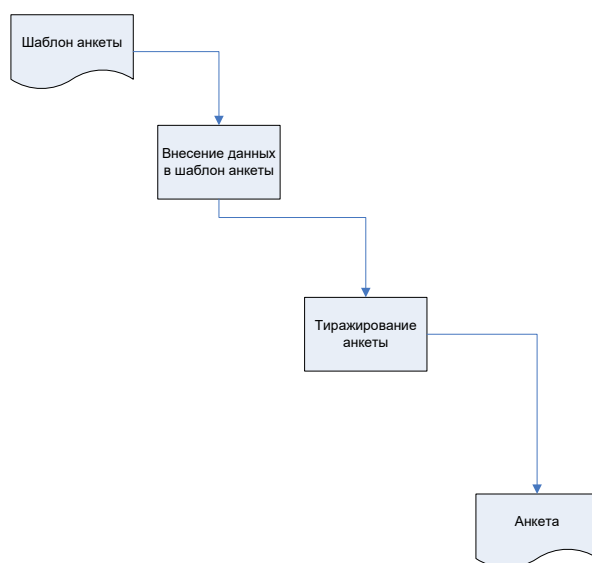 Шаблон анкеты
Внесение данных
в шаблон анкеты
Тиражирование
анкеты
Анкета